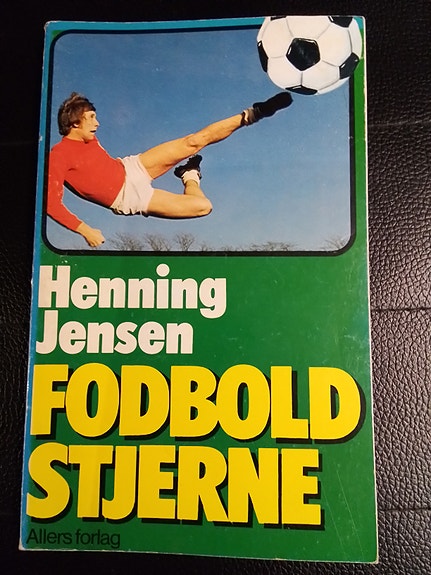 Henning
Jensen
FODBOLD
STJERNE
Allers forlag